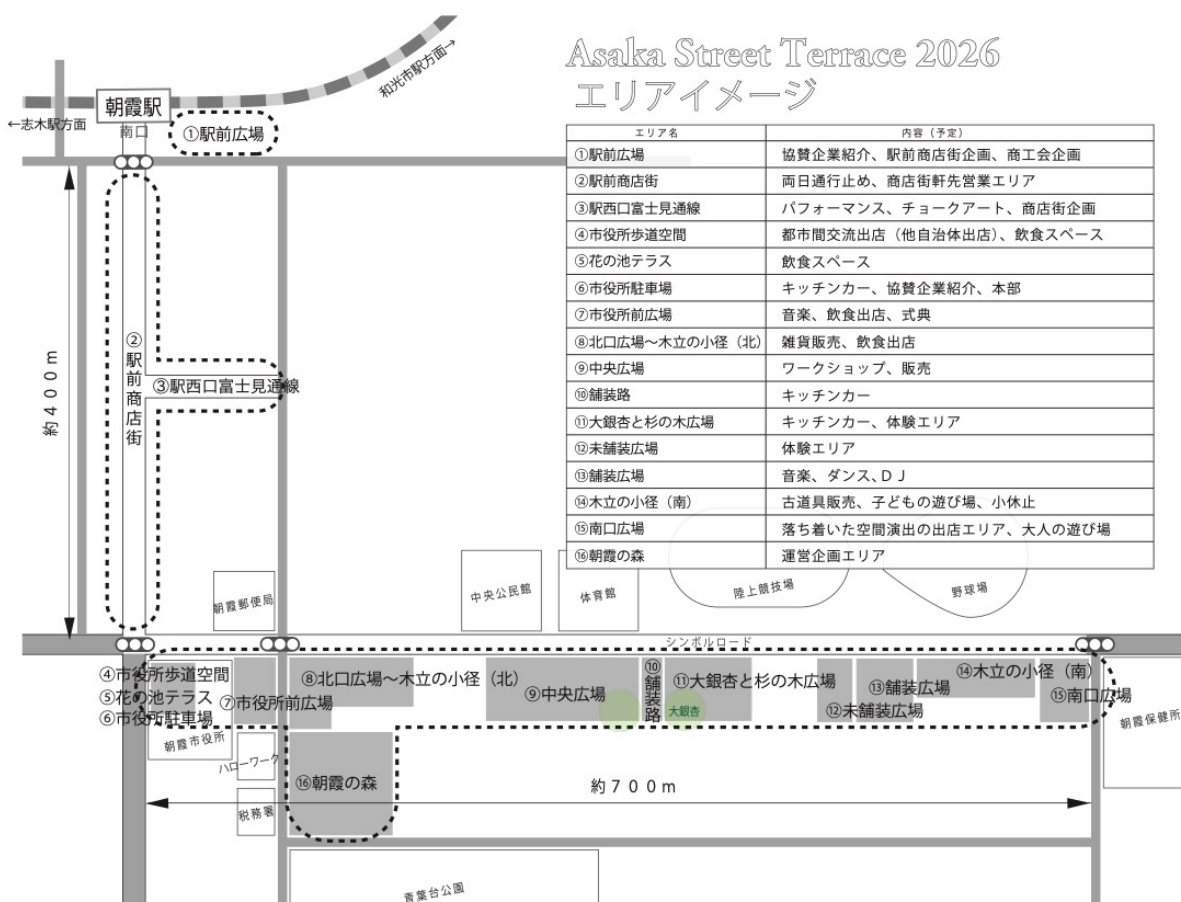 Asaka Street Terrace 2026
エリアイメージ
和光市駅方面→
朝霞駅
←志木駅方面
南口
①駅前広場
エリア名 内容（予定）
①駅前広場 協賛企業紹介、駅前商店街企画、商工会企画
②駅前商店街 両日通行止め、商店街軒先営業エリア
③駅西口富士見通線 パフォーマンス、チョークアート、商店街企画
④市役所歩道空間 都市間交流出店（他自治体出店）、飲食スペース
⑤花の池テラス 飲食スペース
⑥市役所駐車場 キッチンカー、協賛企業紹介、本部
⑦市役所前広場 音楽、飲食出店、式典
⑧北口広場～木立の小径（北） 雑貨販売、飲食出店
⑨中央広場 ワークショップ、販売
⑩舗装路 キッチンカー
⑪大銀杏と杉の木広場 キッチンカー、体験エリア
⑫未舗装広場 体験エリア
⑬舗装広場 音楽、ダンス、ＤＪ
⑭木立の小径（南） 古道具販売、子どもの遊び場、小休止
⑮南口広場 落ち着いた空間演出の出店エリア、大人の遊び場
⑯朝霞の森 運営企画エリア
約４００ｍ
②駅前商店街
③駅西口富士見通線
朝霞郵便局
中央公民館
体育館
陸上競技場
野球場
シンボルロード
④市役所歩道空間
⑤花の池テラス
⑥市役所駐車場
朝霞市役所
⑦市役所前広場
⑧北口広場～木立の小径（北）
⑨中央広場
⑩舗装路
⑪大銀杏と杉の木広場
大銀杏
⑫未舗装広場
⑬舗装広場
⑭木立の小径（南）
⑮南口広場
朝霞保健所
ハローワーク
税務署
⑯朝霞の森
約７００ｍ
青葉台公園